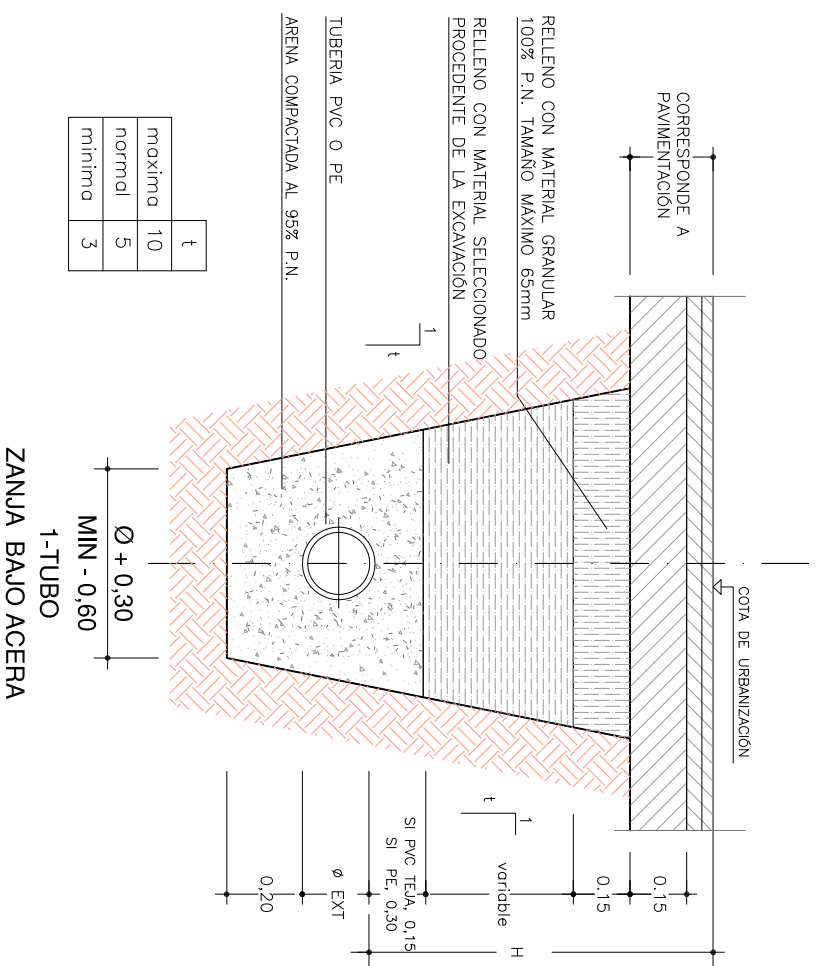 CORRESPONDE A
PAVIMENTACIÓN
RELLENO CON MATERIAL GRANULAR
100% P.N. TAMAÑO MÁXIMO 65mm
RELLENO CON MATERIAL SELECCIONADO
PROCEDENTE DE LA EXCAVACIÓN
TUBERIA PVC O PE
ARENA COMPACTADA AL 95% P.N.
COTA DE URBANIZACIÓN
1
t
1
t
0.15
0.15
variable
H
SI PVC TEJA, 0,15
SI PE, 0,30
Ø EXT
0,20
t
maxima 10
normal 5
minima 3
Ø + 0,30
MIN - 0,60
1-TUBO
ZANJA BAJO ACERA